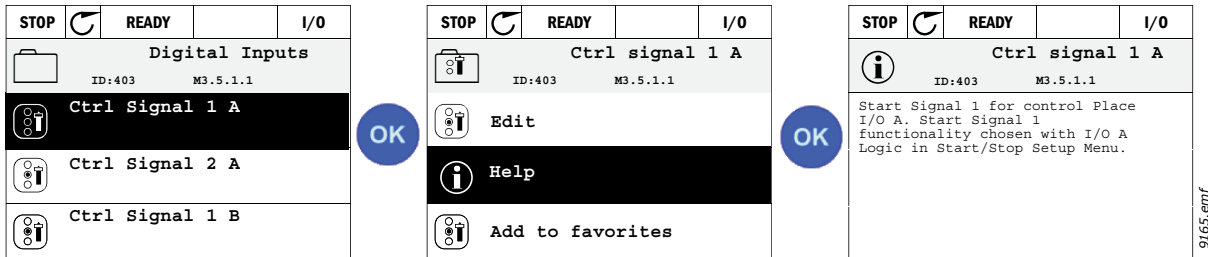 STOP READY I/0
Digital Inputs
ID:403 M3.5.1.1
Ctrl Signal 1 A
Ctrl Signal 2 A
Ctrl Signal 1 B
OK
STOP READY I/0
Ctrl signal 1 A
ID:403 M3.5.1.1
Edit
Help
Add to favorites
OK
STOP READY I/0
Ctrl signal 1 A
ID:403 M3.5.1.1
Start Signal 1 for control Place
I/O A. Start Signal 1
functionality chosen with I/O A
Logic in Start/Stop Setup Menu.
9165.emf